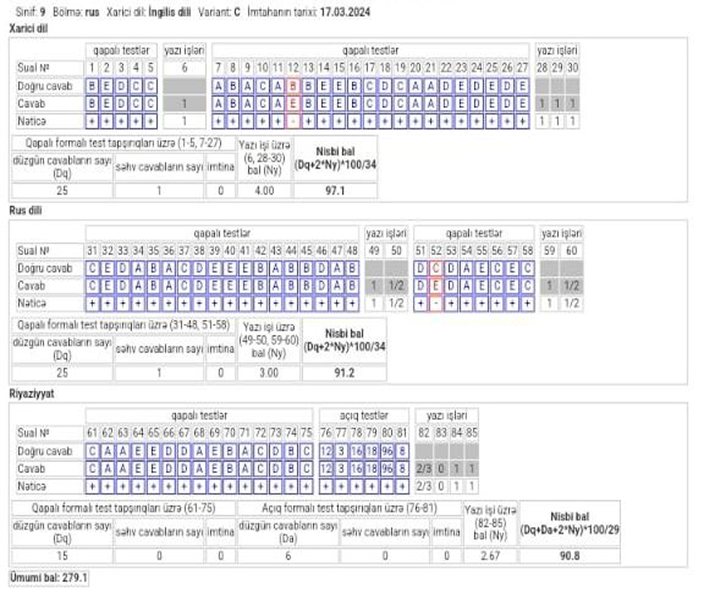 Sinif: 9 Bölmə: rus Xarici dil: İngilis dili Variant: C İmtahanın tarixi: 17.03.2024
Xarici dil
qapalı testlər yazı işləri qapalı testlər yazı işləri
Sual № 1 2 3 4 5 6 7 8 9 10 11 12 13 14 15 16 17 18 19 20 21 22 23 24 25 26 27 28 29 30
Doğru cavab B E D C C A B A C A B B E E B C D C A A D E D E D E
Cavab B E D C C 1 A B A C A E B E E B C D C A A D E D E D E 1 1 1
Nəticə + + + + + 1 + + + + + - + + + + + + + + + + + + + + + 1 1 1
Qapalı formalı test tapşırıqları üzrə (1-5, 7-27) Yazı işi üzrə (6, 28-30) bal (Ny) Nisbi bal (Dq+2*Ny)*100/34
düzgün cavabların sayı (Dq) səhv cavabların sayı imtina
25 1 0 4.00 97.1
Rus dili
qapalı testlər yazı işləri qapalı testlər yazı işləri
Sual № 31 32 33 34 35 36 37 38 39 40 41 42 43 44 45 46 47 48 49 50 51 52 53 54 55 56 57 58 59 60
Doğru cavab C E D A B A C D E E E B A B B D A B D C D A E C E C
Cavab C E D A B A C D E E E B A B B D A B 1 1/2 D E D A E C E C 1 1/2
Nəticə + + + + + + + + + + + + + + + + + + 1 1/2 + - + + + + + + 1 1/2
Qapalı formalı test tapşırıqları üzrə (31-48, 51-58) Yazı işi üzrə (49-50, 59-60) bal (Ny) Nisbi bal (Dq+2*Ny)*100/34
düzgün cavabların sayı (Dq) səhv cavabların sayı imtina
25 1 0 3.00 91.2
Riyaziyyat
qapalı testlər açıq testlər yazı işləri
Sual № 61 62 63 64 65 66 67 68 69 70 71 72 73 74 75 76 77 78 79 80 81 82 83 84 85
Doğru cavab C A A E E D D A E B A C D B C 12 3 16 18 96 8
Cavab C A A E E D D A E B A C D B C 12 3 16 18 96 8 2/3 0 1 1
Nəticə + + + + + + + + + + + + + + + + + + + + + 2/3 0 1 1
Qapalı formalı test tapşırıqları üzrə (61-75) Açıq formalı test tapşırıqları üzrə (76-81) Yazı işi üzrə (82-85) bal (Ny) Nisbi bal (Dq+Da+2*Ny)*100/29
düzgün cavabların sayı (Dq) səhv cavabların sayı imtina düzgün cavabların sayı (Da) səhv cavabların sayı imtina
15 0 0 6 0 0 2.67 90.8
Ümumi bal: 279.1